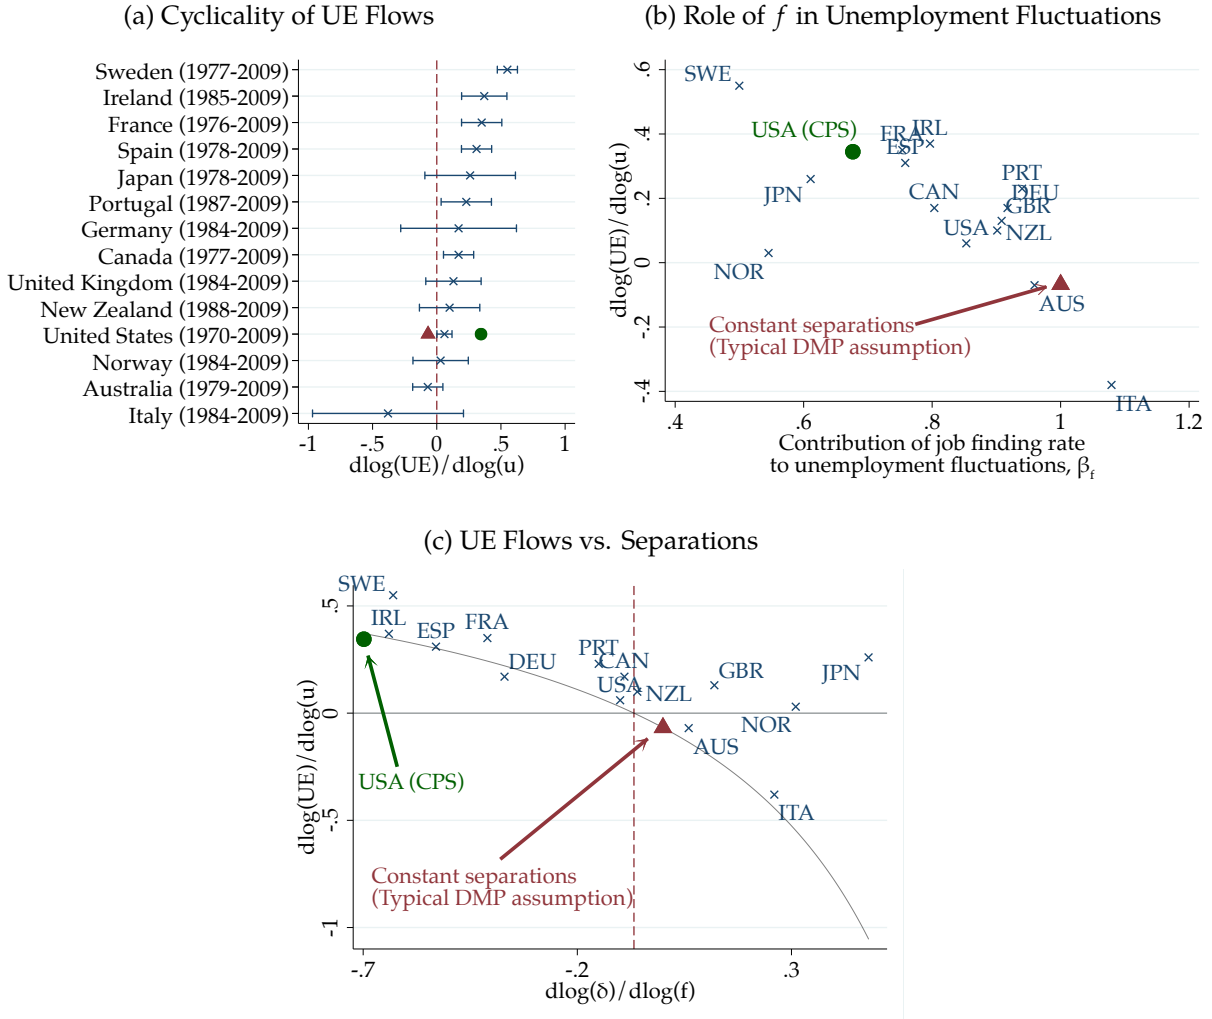 (a) Cyclicality of UE Flows
Sweden (1977-2009)
Ireland (1985-2009)
France (1976-2009)
Spain (1978-2009)
Japan (1978-2009)
Portugal (1987-2009)
Germany (1984-2009)
Canada (1977-2009)
United Kingdom (1984-2009)
New Zealand (1988-2009)
United States (1970-2009)
Norway (1984-2009)
Australia (1979-2009)
Italy (1984-2009)
-1 -.5 0 .5 1
dlog(UE)/dlog(u)
(b) Role of f in Unemployment Fluctuations
dlog(UE)/dlog(u)
.6
.4
.2
0
-.2
-.4
SWE
USA (CPS)
FRA
IRL
ESP
JPN
PRT
DEU
CAN
GBR
USA
NZL
NOR
AUS
Constant separations
(Typical DMP assumption)
ITA
.4 .6 .8 1 1.2
Contribution of job finding rate
to unemployment fluctuations, βf
(c) UE Flows vs. Separations
dlog(UE)/dlog(u)
.5
0
-.5
-1
SWE
IRL
ESP
FRA
DEU
PRT
CAN
USA
NZL
GBR
JPN
NOR
AUS
USA (CPS)
ITA
Constant separations
(Typical DMP assumption)
-.7 -.2 .3
dlog(δ)/dlog(f)